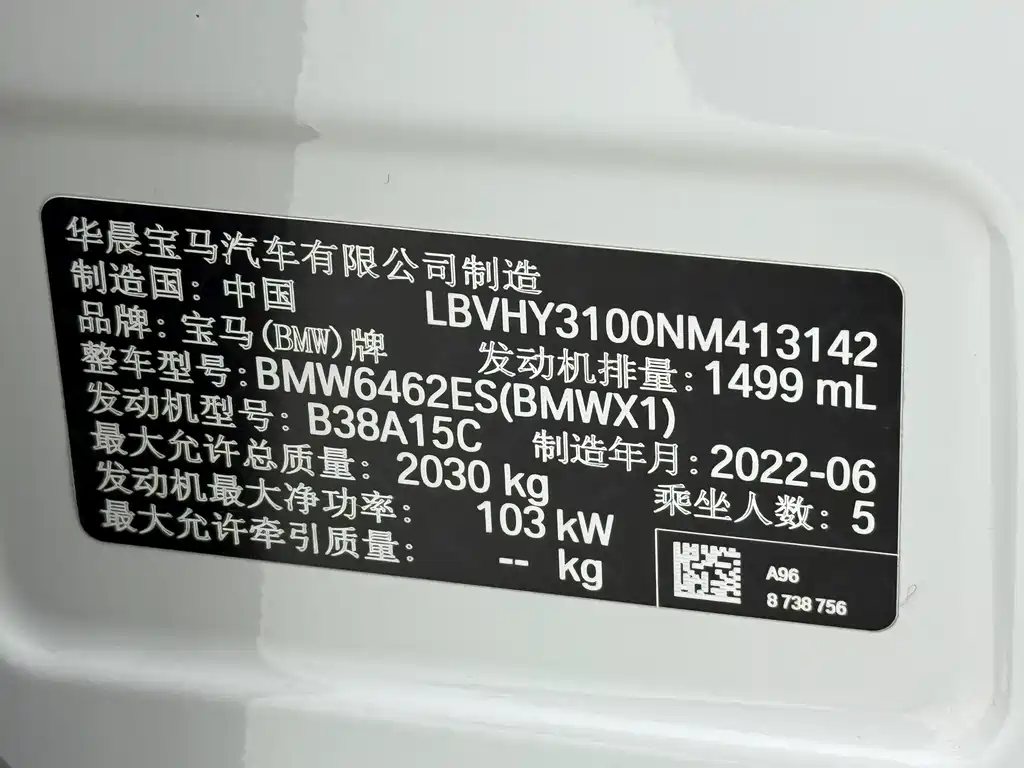 华晨宝马汽车有限公司制造
制造国：中国 LBVHY3100NM413142
品牌：宝马(BMW)牌 发动机排量：1499 mL
整车型号：BMW6462ES(BMWX1)
发动机型号：B38A15C 制造年月：2022-06
最大允许总质量：2030 kg 乘坐人数：5
发动机最大净功率：103 kW
最大允许牵引质量：-- kg
A96
8 738 756